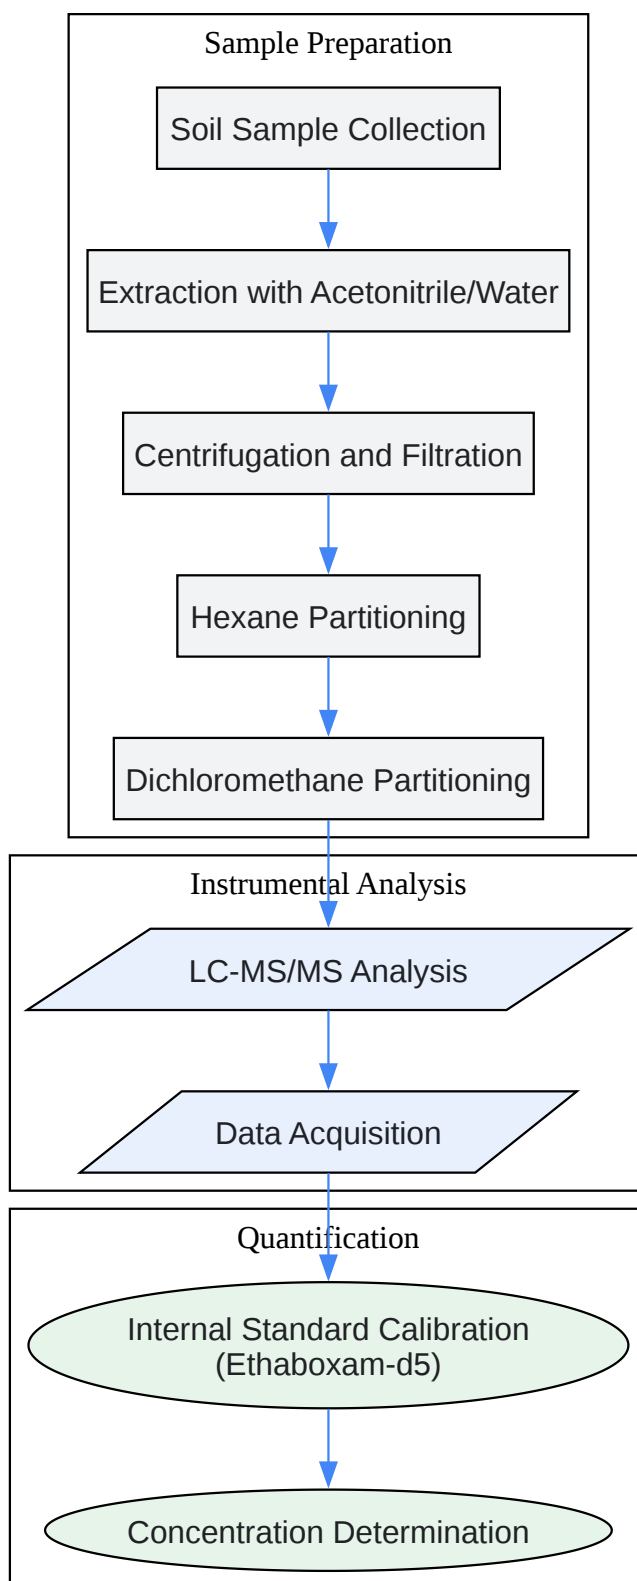 Sample Preparation
Soil Sample Collection
Extraction with Acetonitrile/Water
Centrifugation and Filtration
Hexane Partitioning
Dichloromethane Partitioning
Instrumental Analysis
LC-MS/MS Analysis
Data Acquisition
Quantification
Internal Standard Calibration
(Ethaboxam-d5)
Concentration Determination